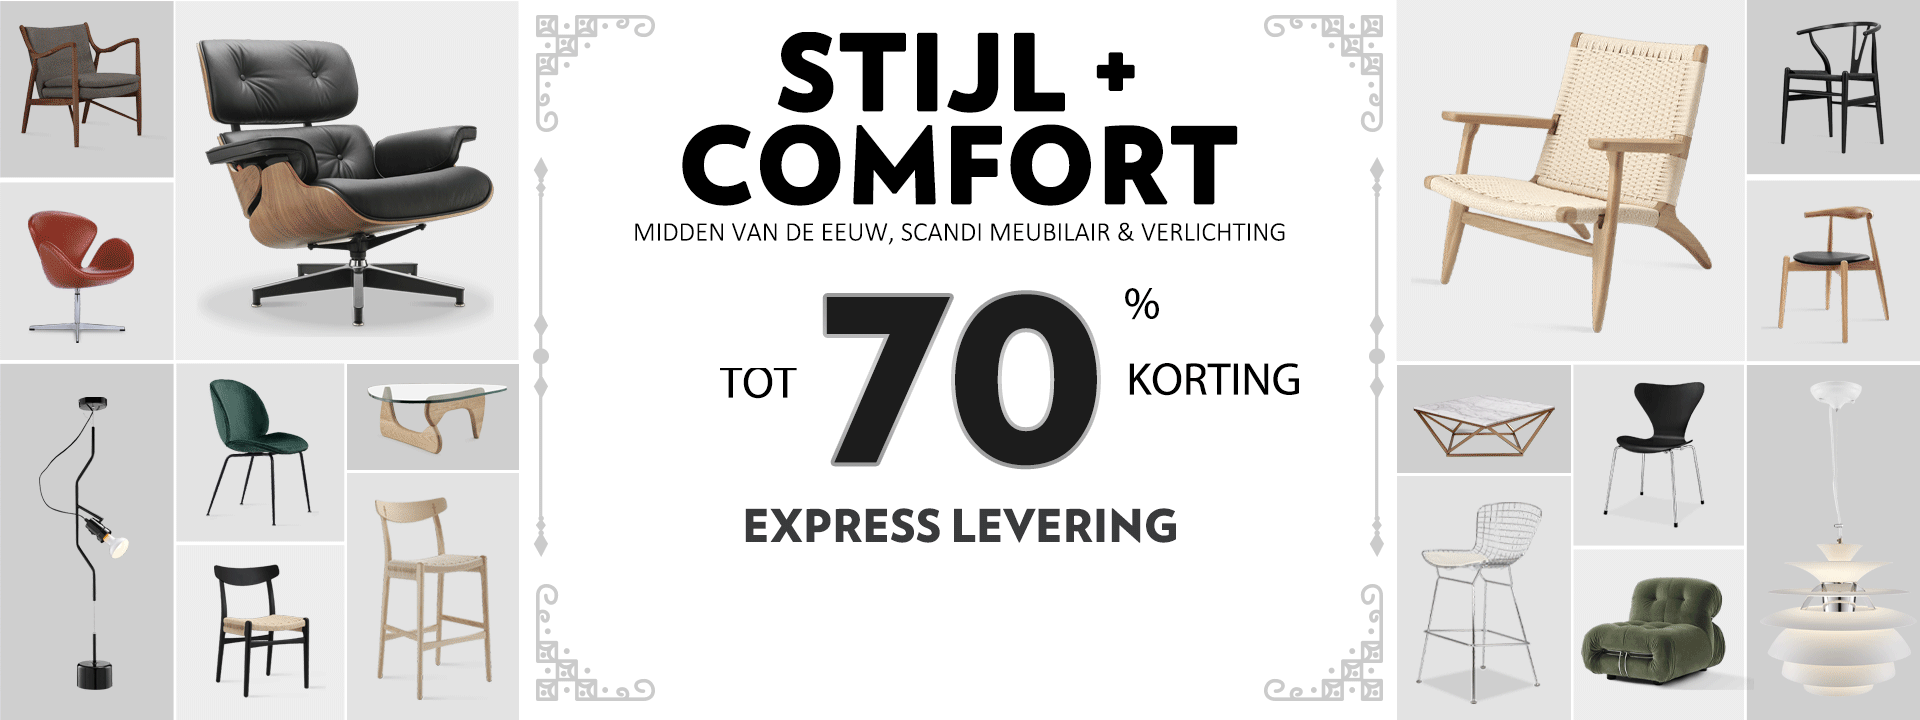 STIJL +
COMFORT
MIDDEN VAN DE EEUW, SCANDI MEUBILAIR & VERLICHTING
TOT 70 % KORTING
EXPRESS LEVERING